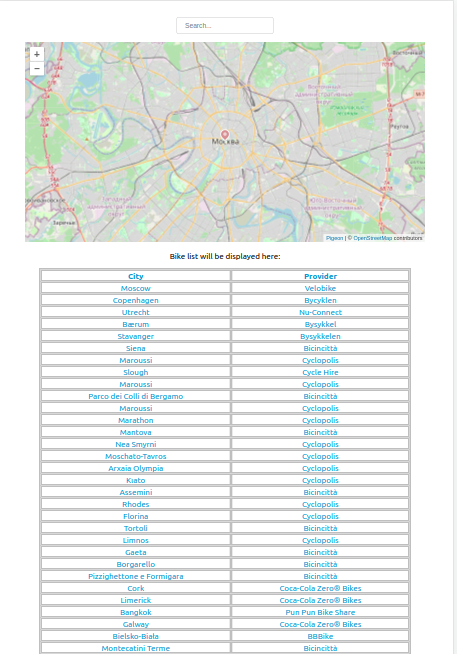 Search...
+
−
Москва
Реутов
Заречье
Pigeon | © OpenStreetMap contributors
Bike list will be displayed here:
City Provider
Moscow Velobike
Copenhagen Bycyklen
Utrecht Nu-Connect
Bærum Bysykkel
Stavanger Bysykkelen
Siena Bicincittà
Maroussi Cyclopolis
Slough Cycle Hire
Maroussi Cyclopolis
Parco dei Colli di Bergamo Bicincittà
Maroussi Cyclopolis
Marathon Cyclopolis
Mantova Bicincittà
Nea Smyrni Cyclopolis
Moschato-Tavros Cyclopolis
Arxaia Olympia Cyclopolis
Kιato Cyclopolis
Assemini Bicincittà
Rhodes Cyclopolis
Florina Cyclopolis
Tortolì Bicincittà
Limnos Cyclopolis
Gaeta Bicincittà
Borgarello Bicincittà
Pizzighettone e Formigara Bicincittà
Cork Coca-Cola Zero® Bikes
Limerick Coca-Cola Zero® Bikes
Bangkok Pun Pun Bike Share
Galway Coca-Cola Zero® Bikes
Bielsko-Biała BBBike
Montecatini Terme Bicincittà